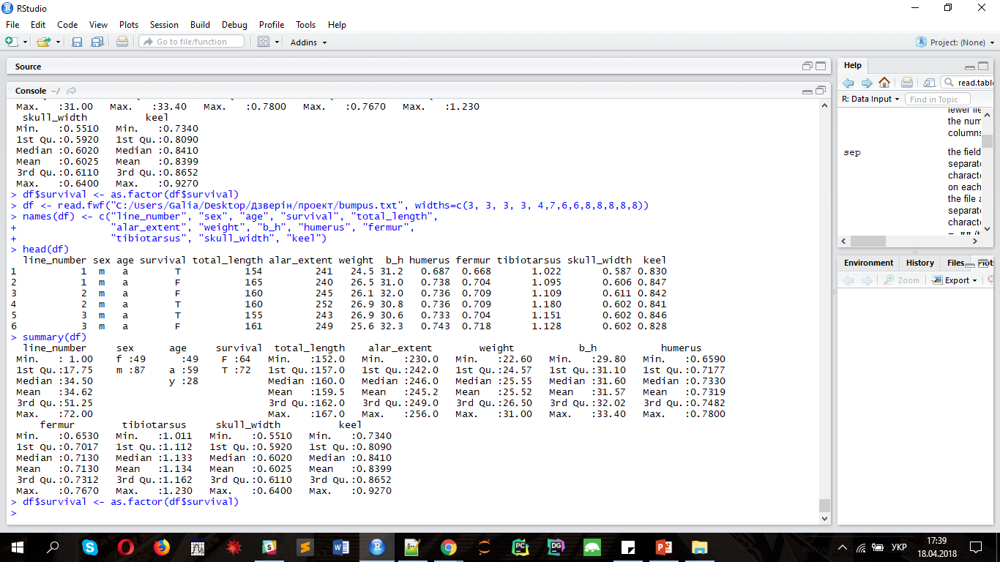 RStudio
File Edit Code View Plots Session Build Debug Profile Tools Help
Go to file/function Addins Project: (None)
Source
Console ~/
Max. :31.00 Max. :33.40 Max. :0.7800 Max. :0.7670 Max. :1.230
skull_width keel
Min. :0.5510 Min. :0.7340
1st Qu.:0.5920 1st Qu.:0.8090
Median :0.6020 Median :0.8410
Mean :0.6025 Mean :0.8399
3rd Qu.:0.6110 3rd Qu.:0.8652
Max. :0.6400 Max. :0.9270
> df$survival <- as.factor(df$survival)
> df <- read.fwf("C:/Users/Galia/Desktop/Дзверін/проект/bumpus.txt", widths=c(3, 3, 3, 3, 4,7,6,6,8,8,8,8,8))
> names(df) <- c("line_number", "sex", "age", "survival", "total_length",
+ "alar_extent", "weight", "b_h", "humerus", "fermur",
+ "tibiotarsus", "skull_width", "keel")
> head(df)
line_number sex age survival total_length alar_extent weight b_h humerus fermur tibiotarsus skull_width keel
1 1 m a T 154 241 24.5 31.2 0.687 0.668 1.022 0.587 0.830
2 1 m a F 165 240 26.5 31.0 0.738 0.704 1.095 0.606 0.847
3 2 m a F 160 245 26.1 32.0 0.736 0.709 1.109 0.611 0.842
4 2 m a T 160 252 26.9 30.8 0.736 0.709 1.180 0.602 0.841
5 3 m a T 155 243 26.9 30.6 0.733 0.704 1.151 0.602 0.846
6 3 m a F 161 249 25.6 32.3 0.743 0.718 1.128 0.602 0.828
> summary(df)
line_number sex age survival total_length alar_extent weight b_h humerus
Min. : 1.00 f :49 :49 F :64 Min. :152.0 Min. :230.0 Min. :22.60 Min. :29.80 Min. :0.6590
1st Qu.:17.75 m :87 a :59 T :72 1st Qu.:157.0 1st Qu.:242.0 1st Qu.:24.57 1st Qu.:31.10 1st Qu.:0.7177
Median :34.50 y :28 Median :160.0 Median :246.0 Median :25.55 Median :31.60 Median :0.7330
Mean :34.62 Mean :159.5 Mean :245.2 Mean :25.52 Mean :31.57 Mean :0.7319
3rd Qu.:51.25 3rd Qu.:162.0 3rd Qu.:249.0 3rd Qu.:26.50 3rd Qu.:32.02 3rd Qu.:0.7482
Max. :72.00 Max. :167.0 Max. :256.0 Max. :31.00 Max. :33.40 Max. :0.7800
fermur tibiotarsus skull_width keel
Min. :0.6530 Min. :1.011 Min. :0.5510 Min. :0.7340
1st Qu.:0.7017 1st Qu.:1.112 1st Qu.:0.5920 1st Qu.:0.8090
Median :0.7130 Median :1.133 Median :0.6020 Median :0.8410
Mean :0.7130 Mean :1.134 Mean :0.6025 Mean :0.8399
3rd Qu.:0.7312 3rd Qu.:1.162 3rd Qu.:0.6110 3rd Qu.:0.8652
Max. :0.7670 Max. :1.230 Max. :0.6400 Max. :0.9270
> df$survival <- as.factor(df$survival)
>
Help
read.table
R: Data Input Find in Topic
the num
columns
sep the field
separate
characte
on each
the file a
separate
characte
= "" (t
Environment History Files Plots
Zoom Export
УКР
17:39
18.04.2018